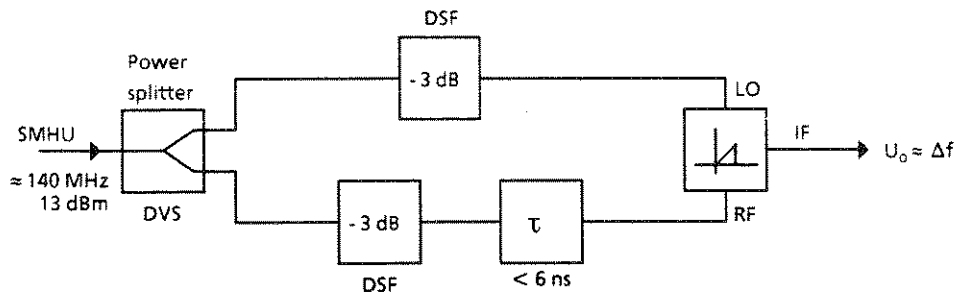 DSF
- 3 dB
Power
splitter
SMHU
≈ 140 MHz
13 dBm
DVS
LO
IF
U₀ ≈ Δf
RF
- 3 dB
DSF
τ
< 6 ns